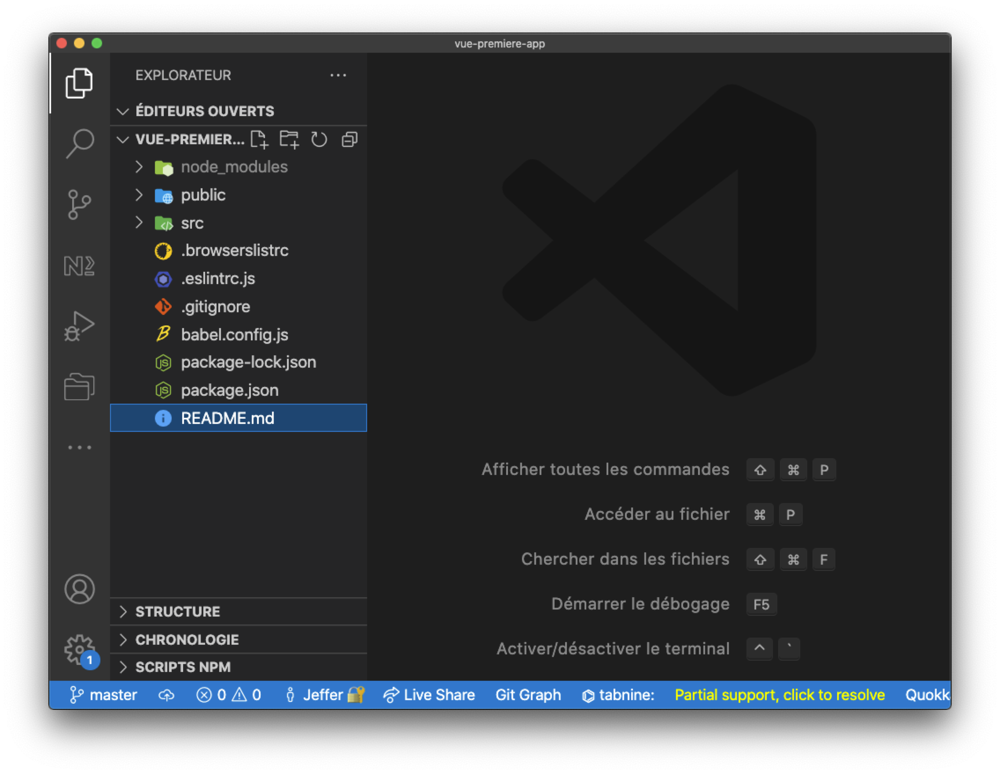 vue-premiere-app
EXPLORATEUR
ÉDITEURS OUVERTS
VUE-PREMIER...
node_modules
public
src
.browserslistrc
.eslintrc.js
.gitignore
babel.config.js
package-lock.json
package.json
README.md
Afficher toutes les commandes ⇧ ⌘ P
Accéder au fichier ⌘ P
Chercher dans les fichiers ⇧ ⌘ F
Démarrer le débogage F5
Activer/désactiver le terminal ^ `
STRUCTURE
CHRONOLOGIE
SCRIPTS NPM
1
master 0 0 Jeffer Live Share Git Graph tabnine: Partial support, click to resolve Quokk